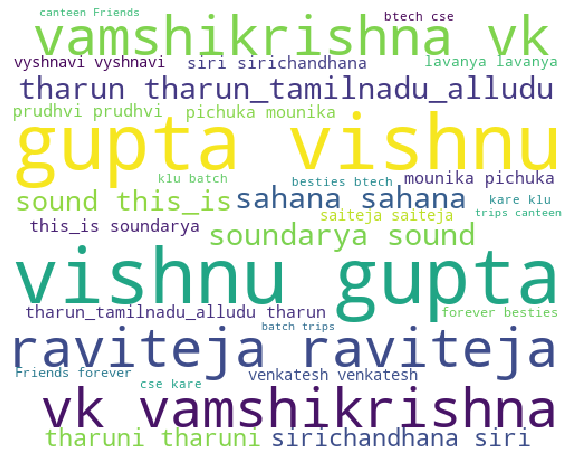 canteen Friends
btech cse
vamshikrishna vk
vyshnavi vyshnavi
siri sirichandhana
lavanya lavanya
tharun tharun_tamilnadu_alludu
prudhvi prudhvi
pichuka mounika
gupta vishnu
klu batch
besties btech
mounika pichuka
sound this_is
sahana sahana
kare klu
saiteja saiteja
trips canteen
this_is soundarya
soundarya sound
vishnu gupta
tharun_tamilnadu_alludu tharun
forever besties
batch trips
raviteja raviteja
Friends forever
venkatesh venkatesh
cse kare
vk vamshikrishna
tharuni tharuni
sirichandhana siri